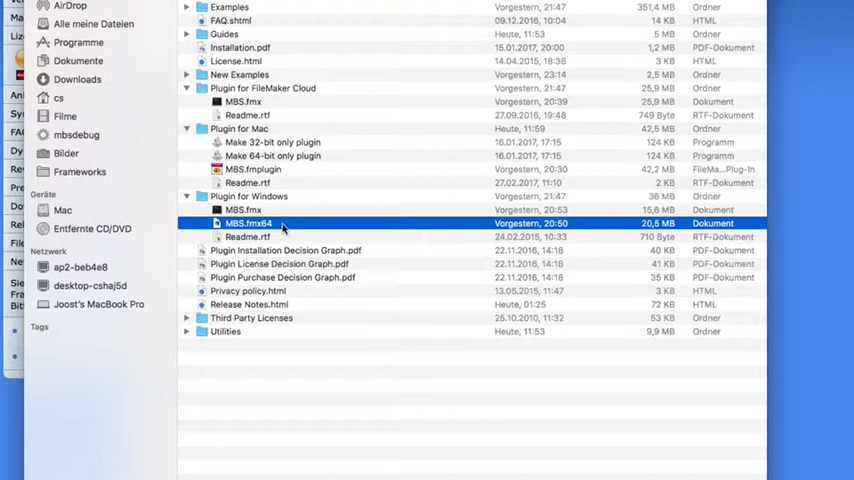 AirDrop
Alle meine Dateien
Programme
Dokumente
Downloads
cs
Filme
mbsdebug
Bilder
Frameworks
Geräte
Mac
Entfernte CD/DVD
Netzwerk
ap2-beb4e8
desktop-cshaj5d
Joost's MacBook Pro
Tags
Examples Vorgestern, 21:47 351,4 MB Ordner
FAQ.shtml 09.12.2016, 10:04 14 KB HTML
Guides Heute, 11:53 5 MB Ordner
Installation.pdf 15.01.2017, 20:00 1,2 MB PDF-Dokument
License.html 14.04.2015, 18:36 3 KB HTML
New Examples Vorgestern, 23:14 2,5 MB Ordner
Plugin for FileMaker Cloud Vorgestern, 21:47 25,9 MB Ordner
MBS.fmx Vorgestern, 20:39 25,9 MB Dokument
Readme.rtf 27.09.2016, 19:48 749 Byte RTF-Dokument
Plugin for Mac Heute, 11:59 42,5 MB Ordner
Make 32-bit only plugin 16.01.2017, 17:15 124 KB Programm
Make 64-bit only plugin 16.01.2017, 17:15 124 KB Programm
MBS.fmplugin Vorgestern, 20:30 42,2 MB FileMa...Plug-In
Readme.rtf 27.02.2017, 11:10 2 KB RTF-Dokument
Plugin for Windows Vorgestern, 21:47 36 MB Ordner
MBS.fmx Vorgestern, 20:53 15,6 MB Dokument
MBS.fmx64 Vorgestern, 20:50 20,5 MB Dokument
Readme.rtf 24.02.2015, 10:33 710 Byte RTF-Dokument
Plugin Installation Decision Graph.pdf 22.11.2016, 14:18 40 KB PDF-Dokument
Plugin License Decision Graph.pdf 22.11.2016, 14:18 41 KB PDF-Dokument
Plugin Purchase Decision Graph.pdf 22.11.2016, 14:18 35 KB PDF-Dokument
Privacy policy.html 13.05.2015, 11:47 3 KB HTML
Release Notes.html Heute, 01:25 72 KB HTML
Third Party Licenses 25.10.2010, 11:32 53 KB Ordner
Utilities Heute, 11:53 9,9 MB Ordner